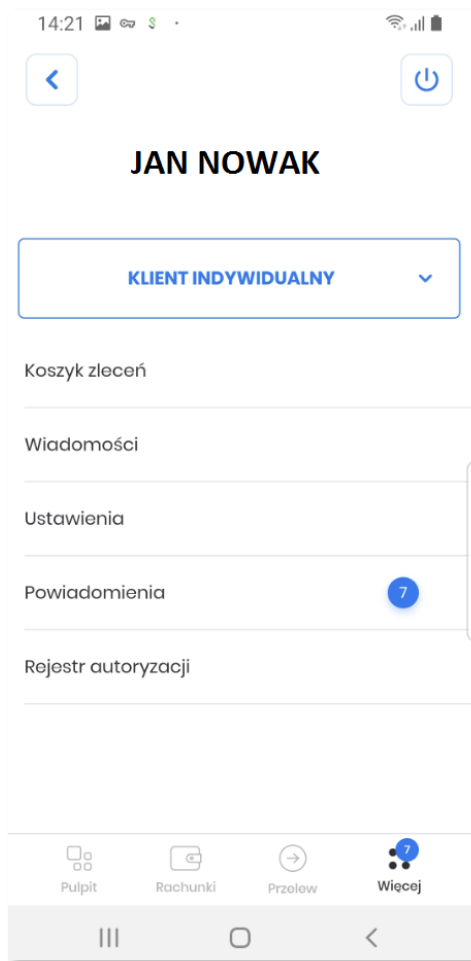 14:21
JAN NOWAK
KLIENT INDYWIDUALNY
Koszyk zleceń
Wiadomości
Ustawienia
Powiadomienia 7
Rejestr autoryzacji
7
Pulpit Rachunki Przelew Więcej